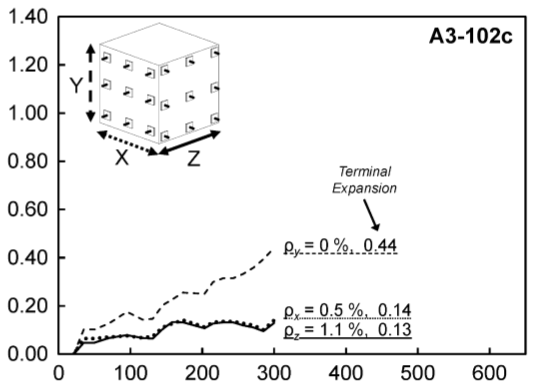 1.40
A3-102c
1.20
Y
1.00
X
Z
0.80
Terminal
Expansion
0.60
0.40
ρy = 0 %, 0.44
0.20
ρx = 0.5 %, 0.14
ρz = 1.1 %, 0.13
0.00
0 100 200 300 400 500 600